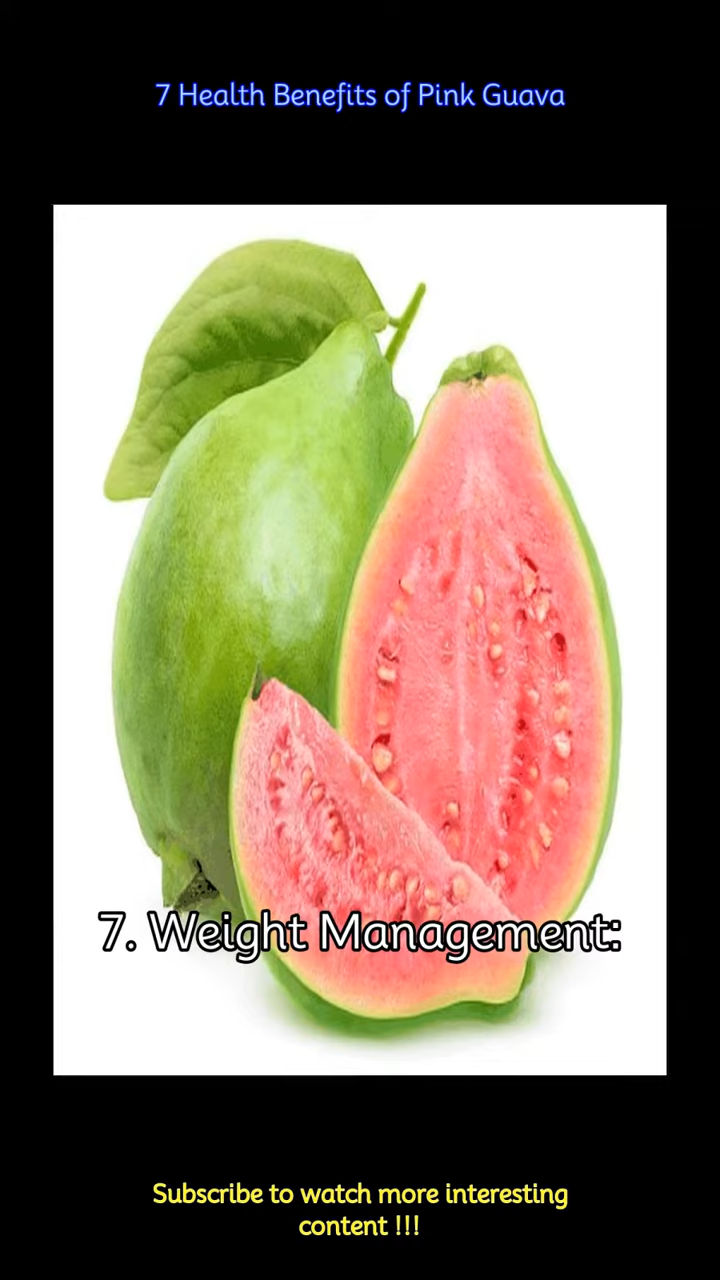 7 Health Benefits of Pink Guava
7. Weight Management:
Subscribe to watch more interesting
content !!!